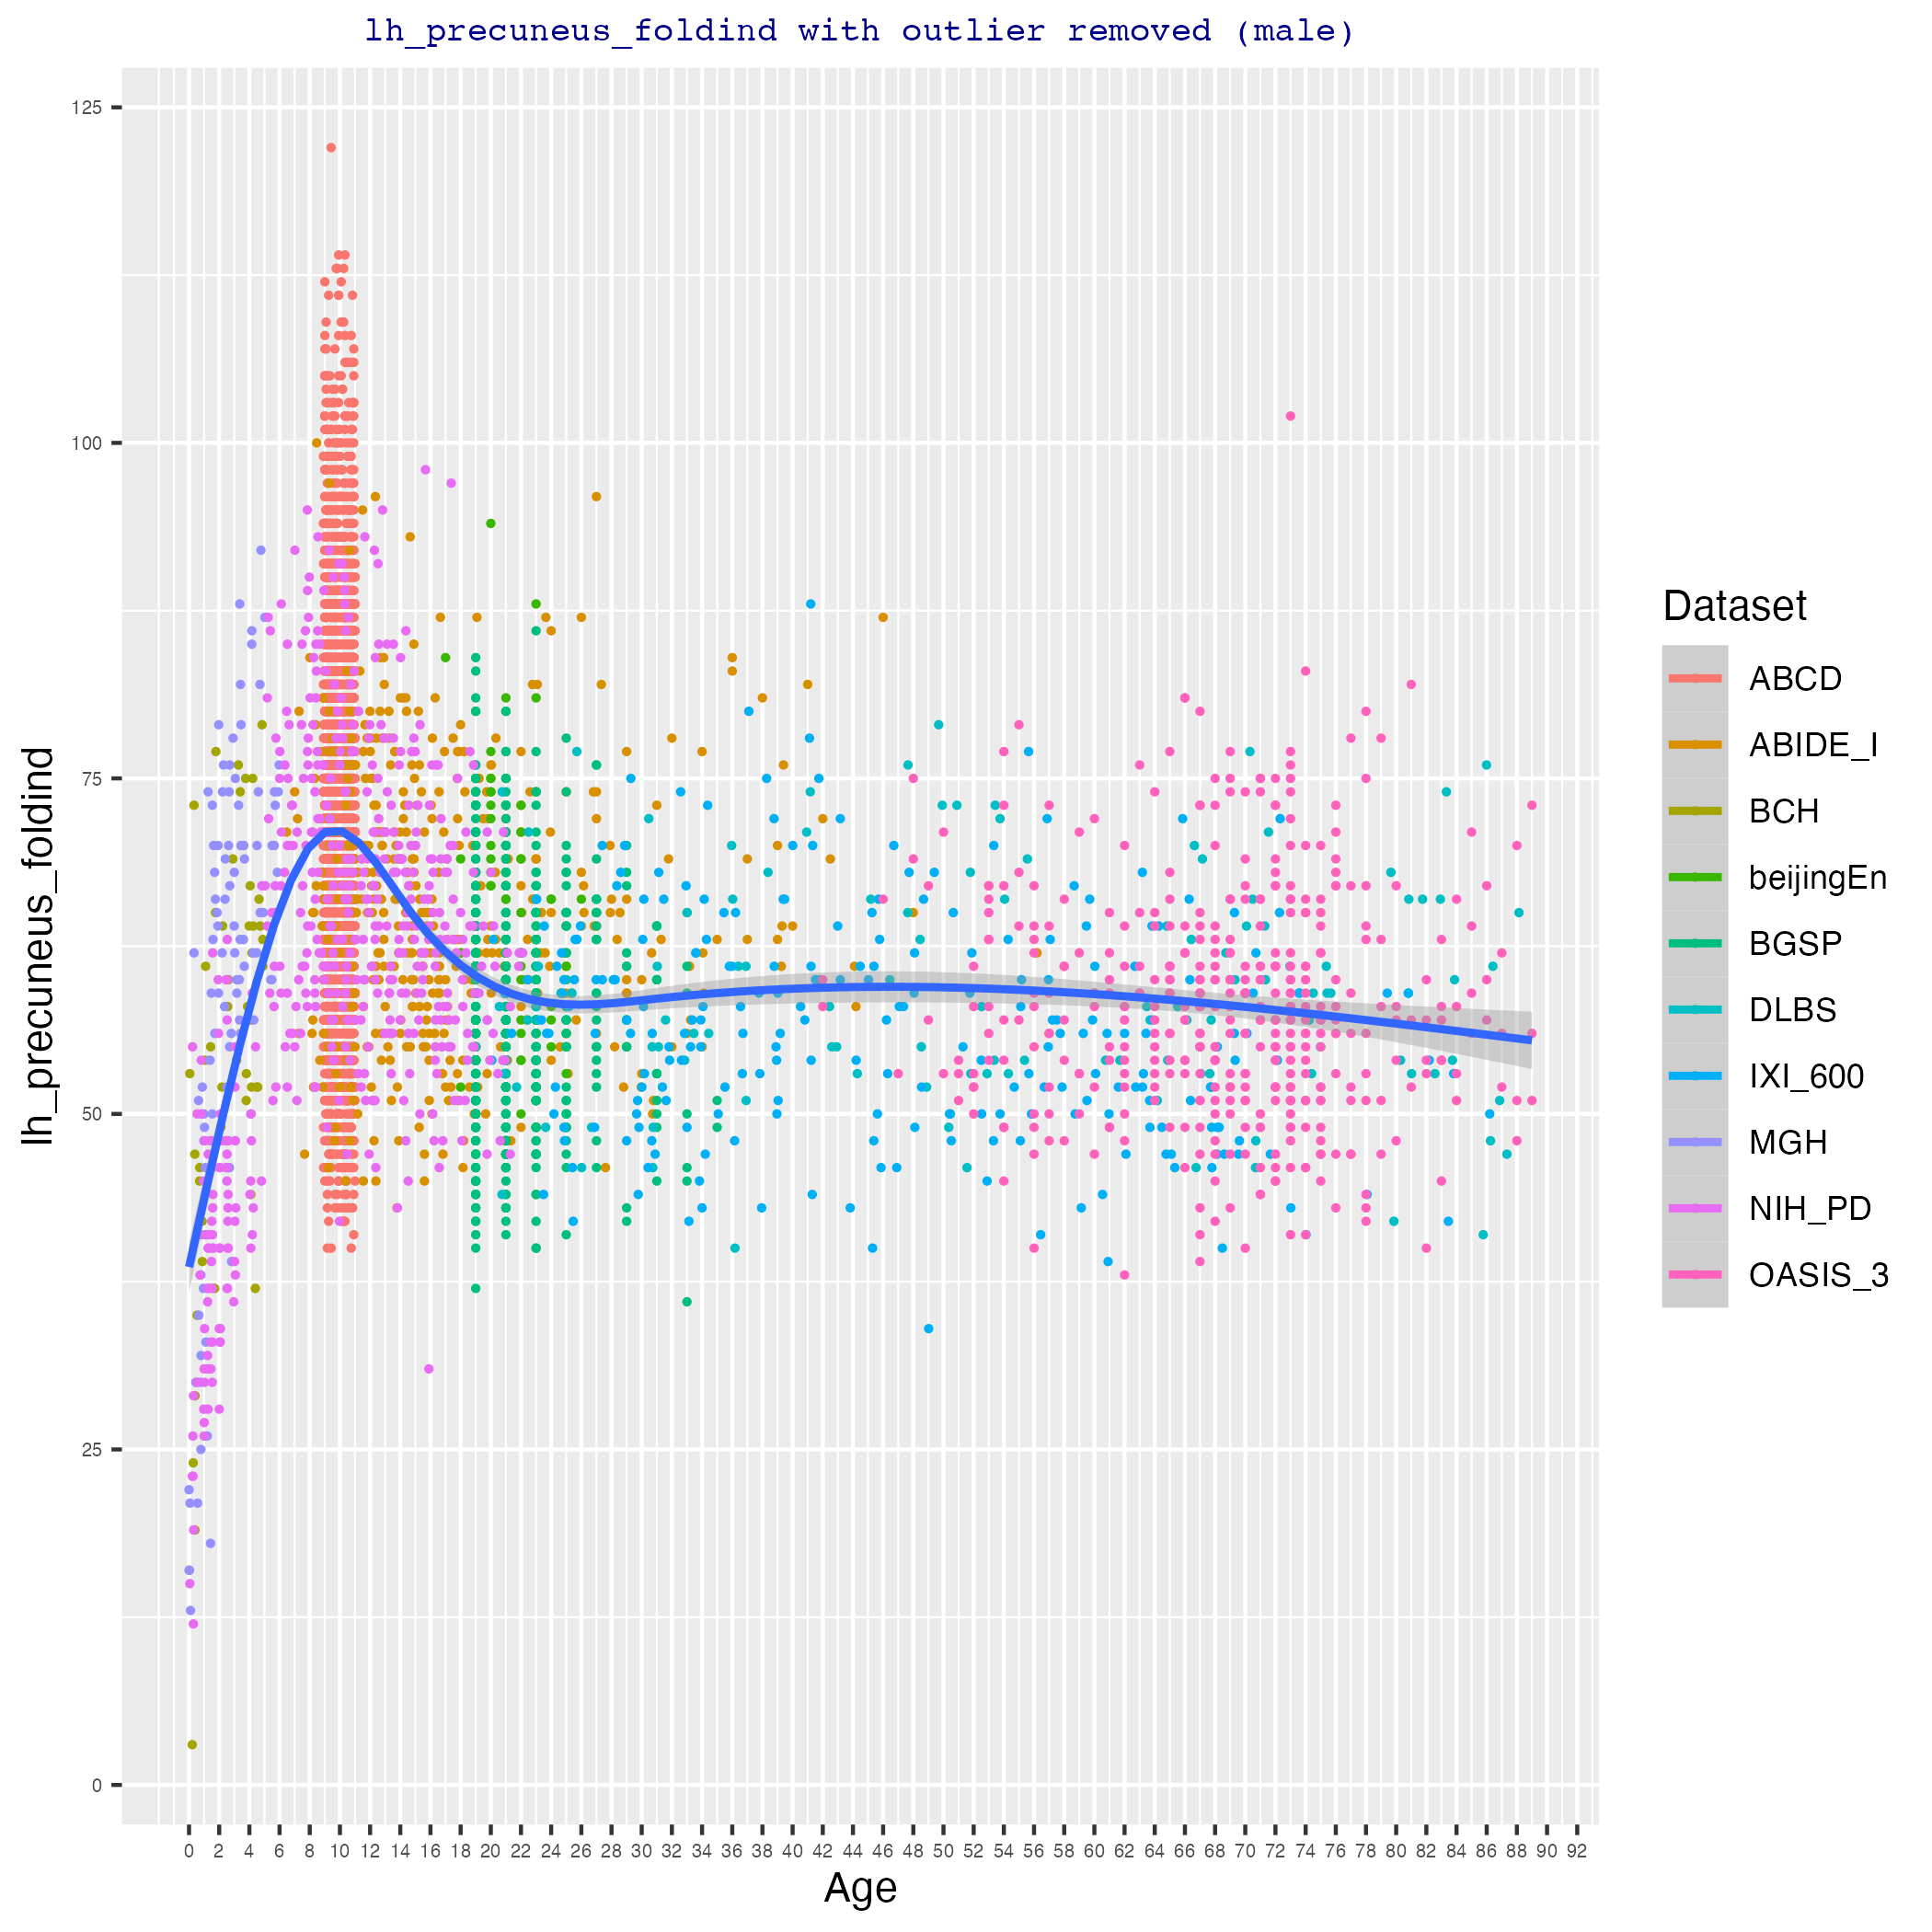 lh_precuneus_foldind with outlier removed (male)
125
100
75
50
25
0
lh_precuneus_foldind
0 2 4 6 8 10 12 14 16 18 20 22 24 26 28 30 32 34 36 38 40 42 44 46 48 50 52 54 56 58 60 62 64 66 68 70 72 74 76 78 80 82 84 86 88 90 92
Age
Dataset
ABCD
ABIDE_I
BCH
beijingEn
BGSP
DLBS
IXI_600
MGH
NIH_PD
OASIS_3